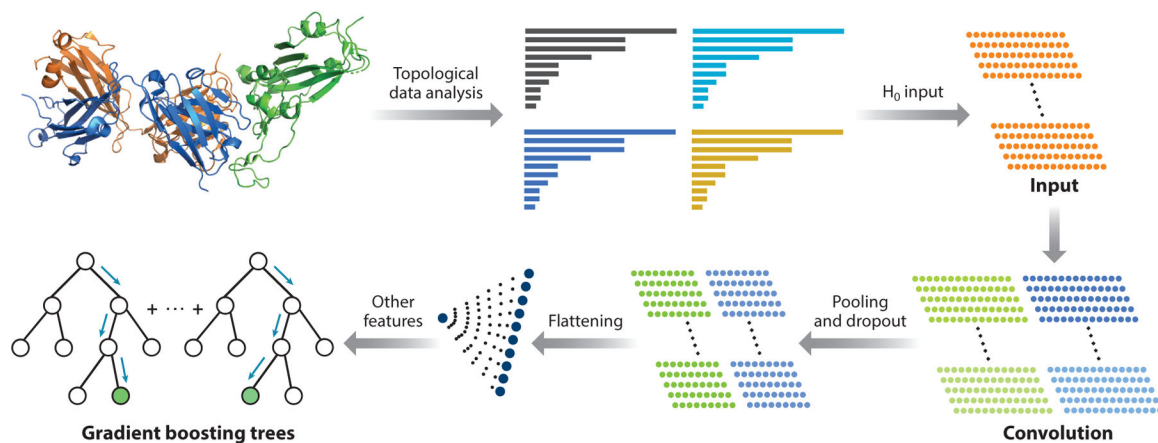 Topological
data analysis
H₀ input
Input
Pooling
and dropout
Convolution
Flattening
Other
features
+ ··· +
Gradient boosting trees